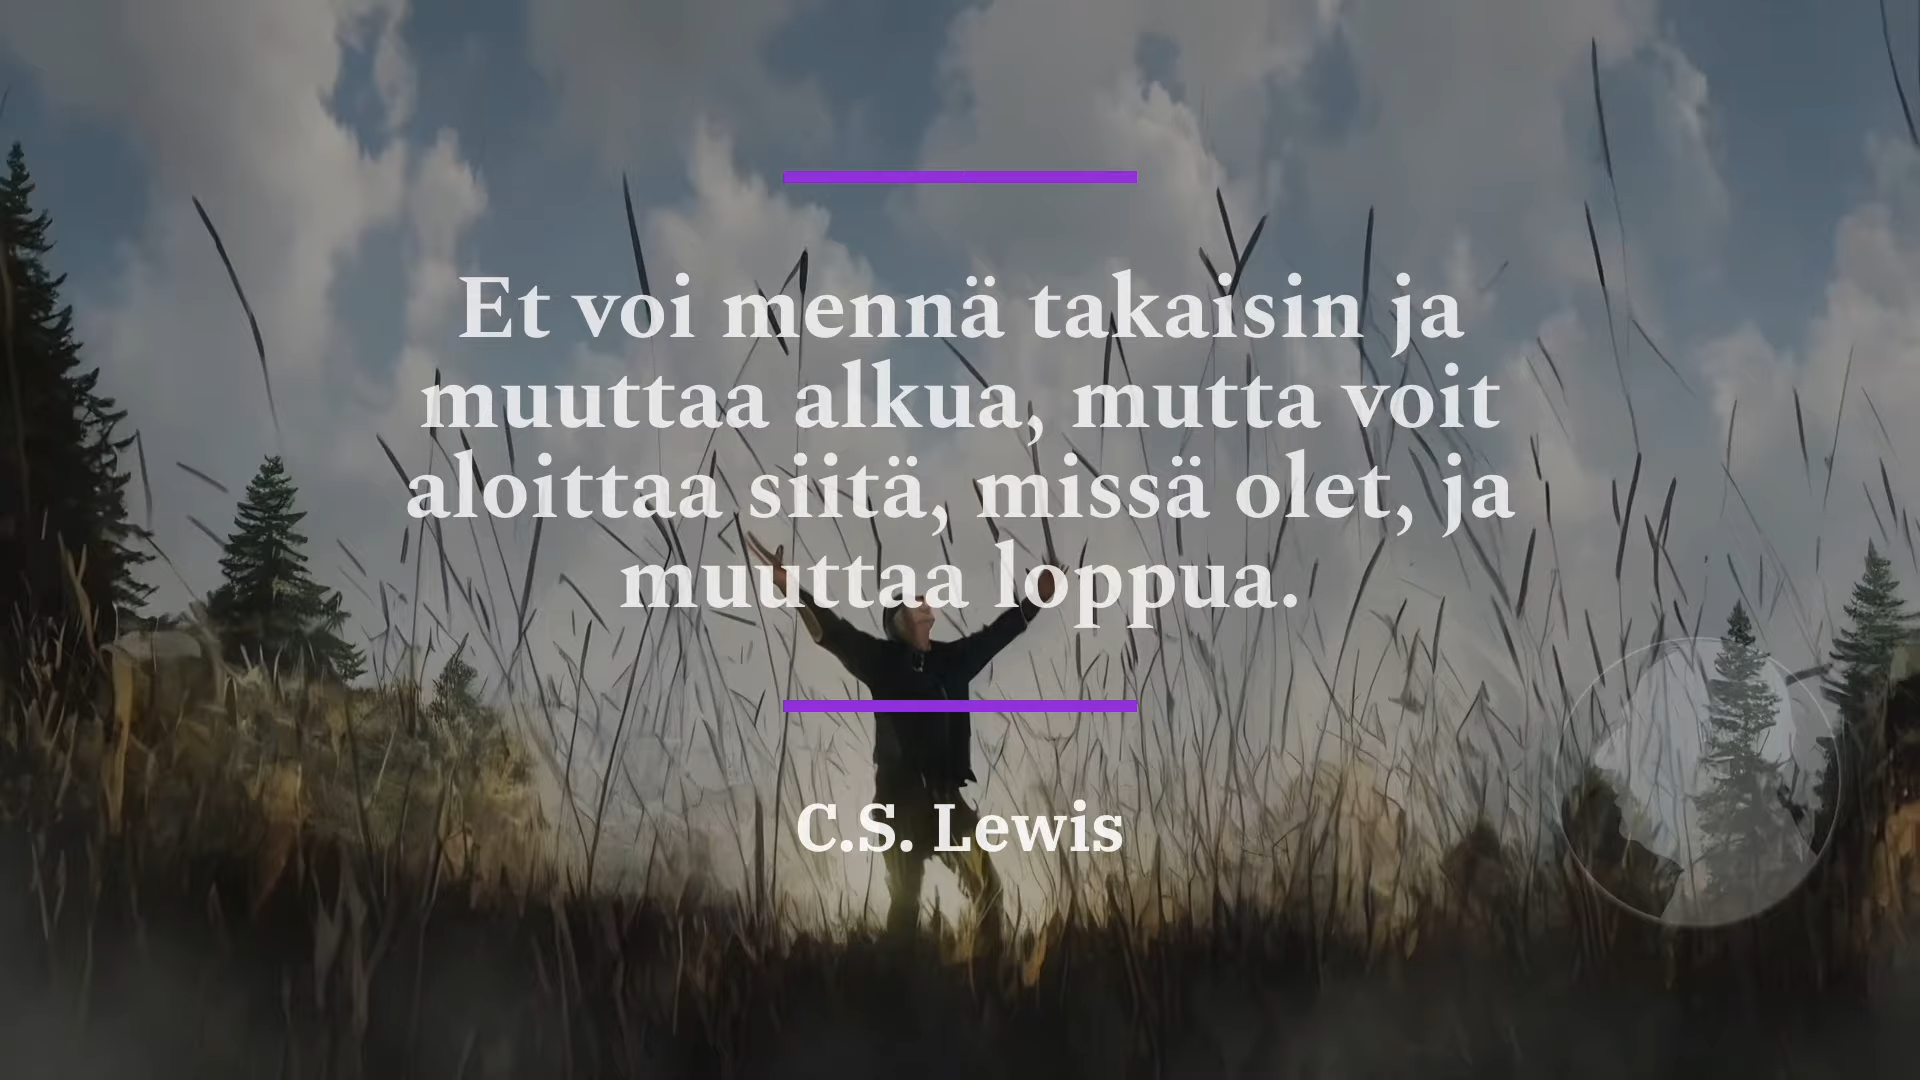 Et voi mennä takaisin ja
muuttaa alkua, mutta voit
aloittaa siitä, missä olet, ja
muuttaa loppua.
C.S. Lewis